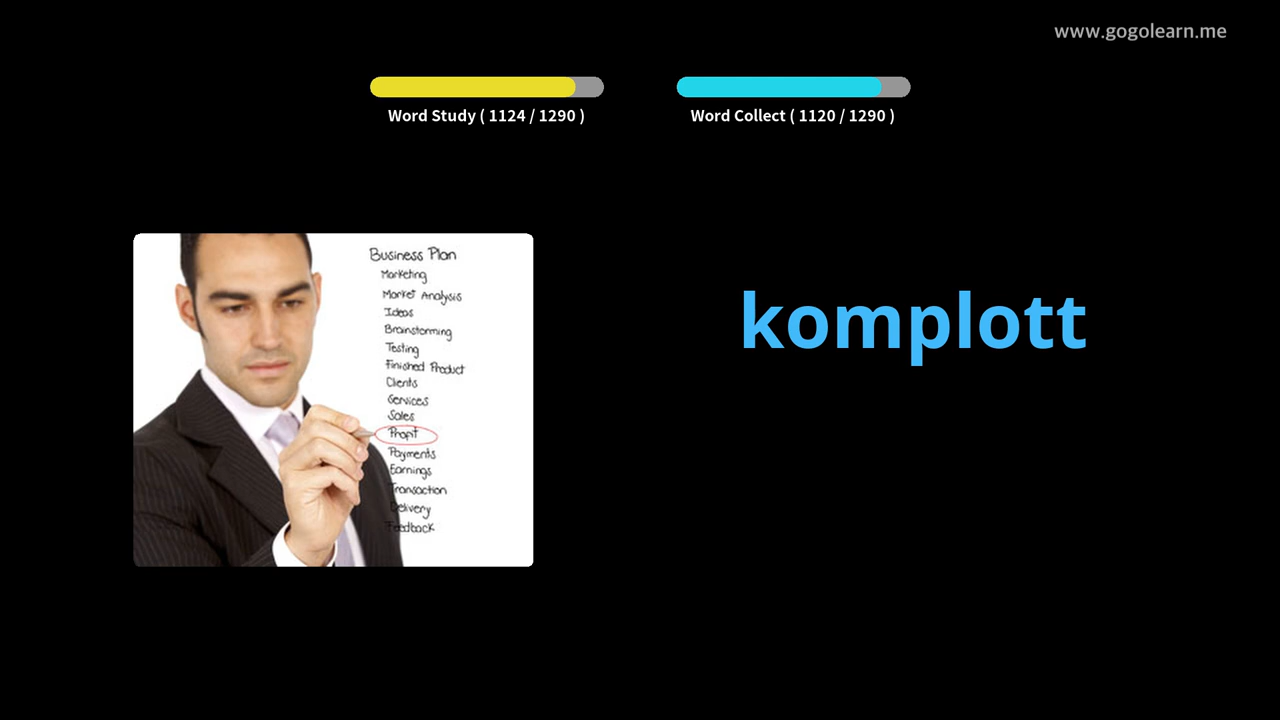 www.gogolearn.me
Word Study ( 1124 / 1290 )
Word Collect ( 1120 / 1290 )
Business Plan
Marketing
Market Analysis
Ideas
Brainstorming
Testing
Finished Product
Clients
Services
Sales
Profit
Payments
Earnings
Transaction
Delivery
Feedback
komplott